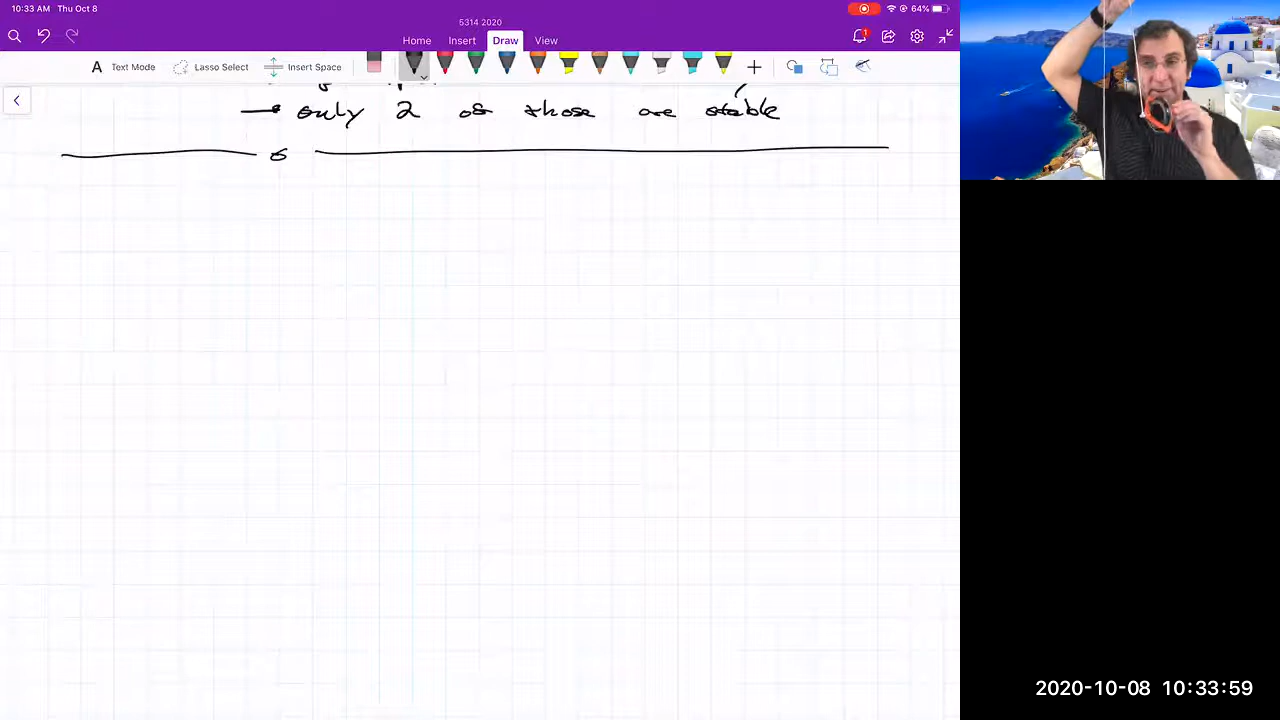 10:33 AM Thu Oct 8
64%
5314 2020
Home Insert Draw View
1
A Text Mode Lasso Select Insert Space
→ only 2 of those are stable
2020-10-08 10:33:59